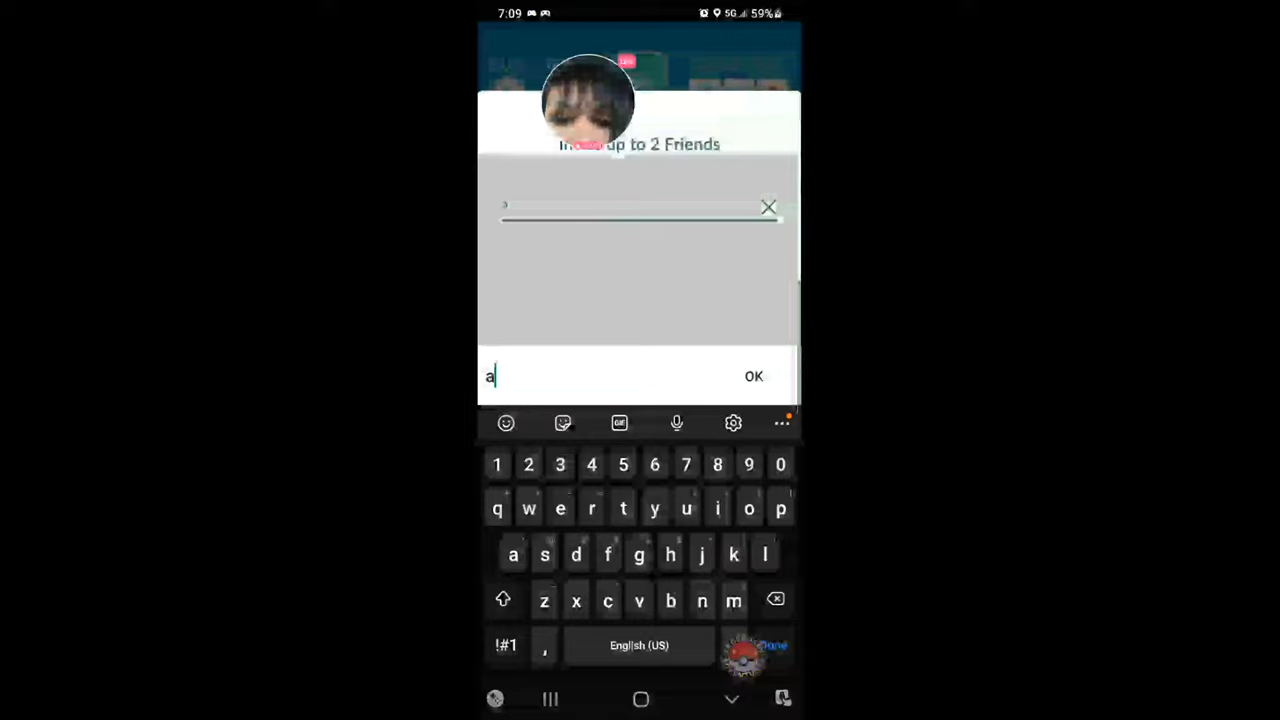 7:09 5G 59%
up to 2 Friends
a
a OK
GIF
1 2 3 4 5 6 7 8 9 0
q w e r t y u i o p
a s d f g h j k l
z x c v b n m
!#1 , English (US)